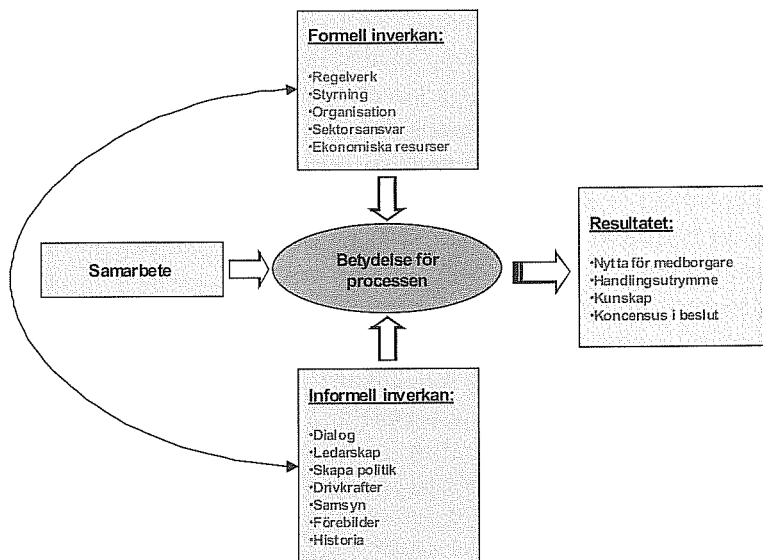 Formell inverkan:
•Regelverk
•Styrning
•Organisation
•Sektorsansvar
•Ekonomiska resurser
Samarbete
Betydelse för
processen
Resultatet:
•Nytta för medborgare
•Handlingsutrymme
•Kunskap
•Koncensus i beslut
Informell inverkan:
•Dialog
•Ledarskap
•Skapa politik
•Drivkrafter
•Samsyn
•Förebilder
•Historia